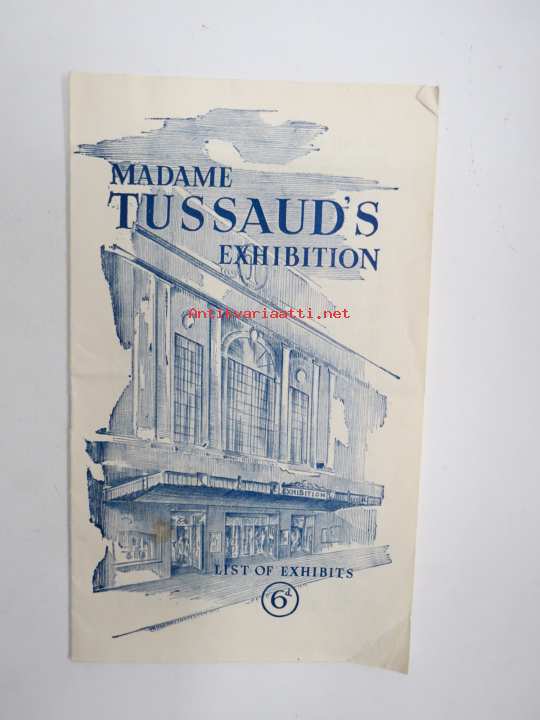 MADAME
TUSSAUD'S
EXHIBITION
Antikvariaatti.net
EXHIBITION
LIST OF EXHIBITS
6d